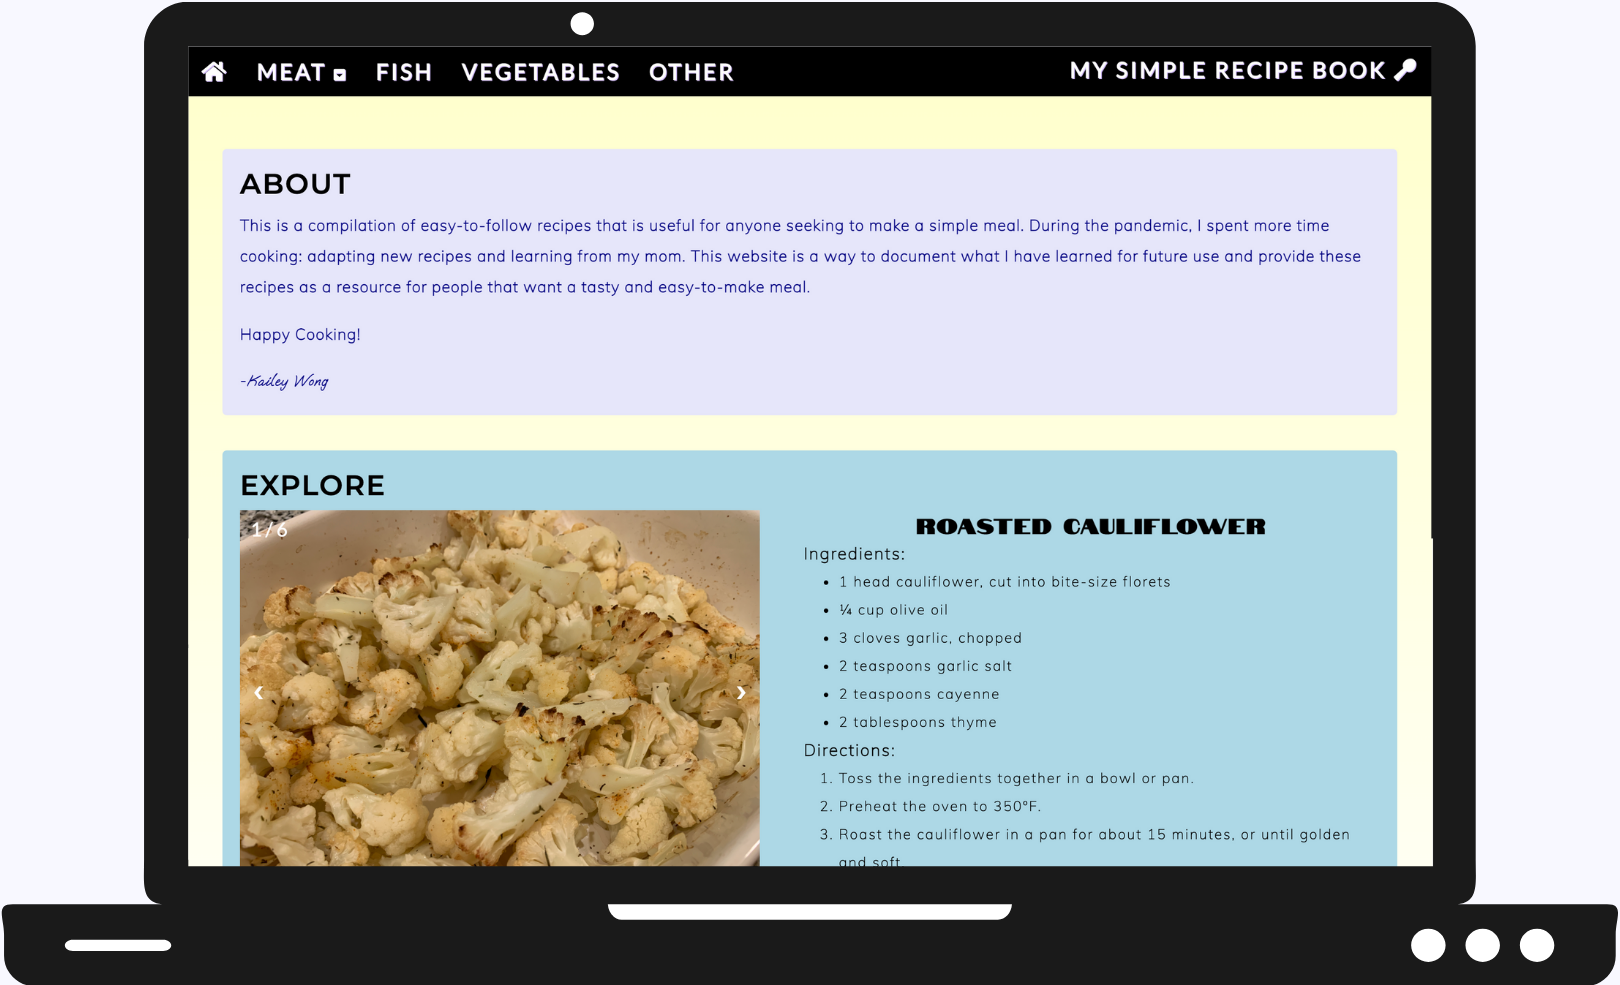 MEAT FISH VEGETABLES OTHER MY SIMPLE RECIPE BOOK
ABOUT
This is a compilation of easy-to-follow recipes that is useful for anyone seeking to make a simple meal. During the pandemic, I spent more time
cooking: adapting new recipes and learning from my mom. This website is a way to document what I have learned for future use and provide these
recipes as a resource for people that want a tasty and easy-to-make meal.
Happy Cooking!
-Kailey Wong
EXPLORE
1/6
ROASTED CAULIFLOWER
Ingredients:
• 1 head cauliflower, cut into bite-size florets
• ¼ cup olive oil
• 3 cloves garlic, chopped
• 2 teaspoons garlic salt
• 2 teaspoons cayenne
• 2 tablespoons thyme
Directions:
1. Toss the ingredients together in a bowl or pan.
2. Preheat the oven to 350°F.
3. Roast the cauliflower in a pan for about 15 minutes, or until golden
and soft